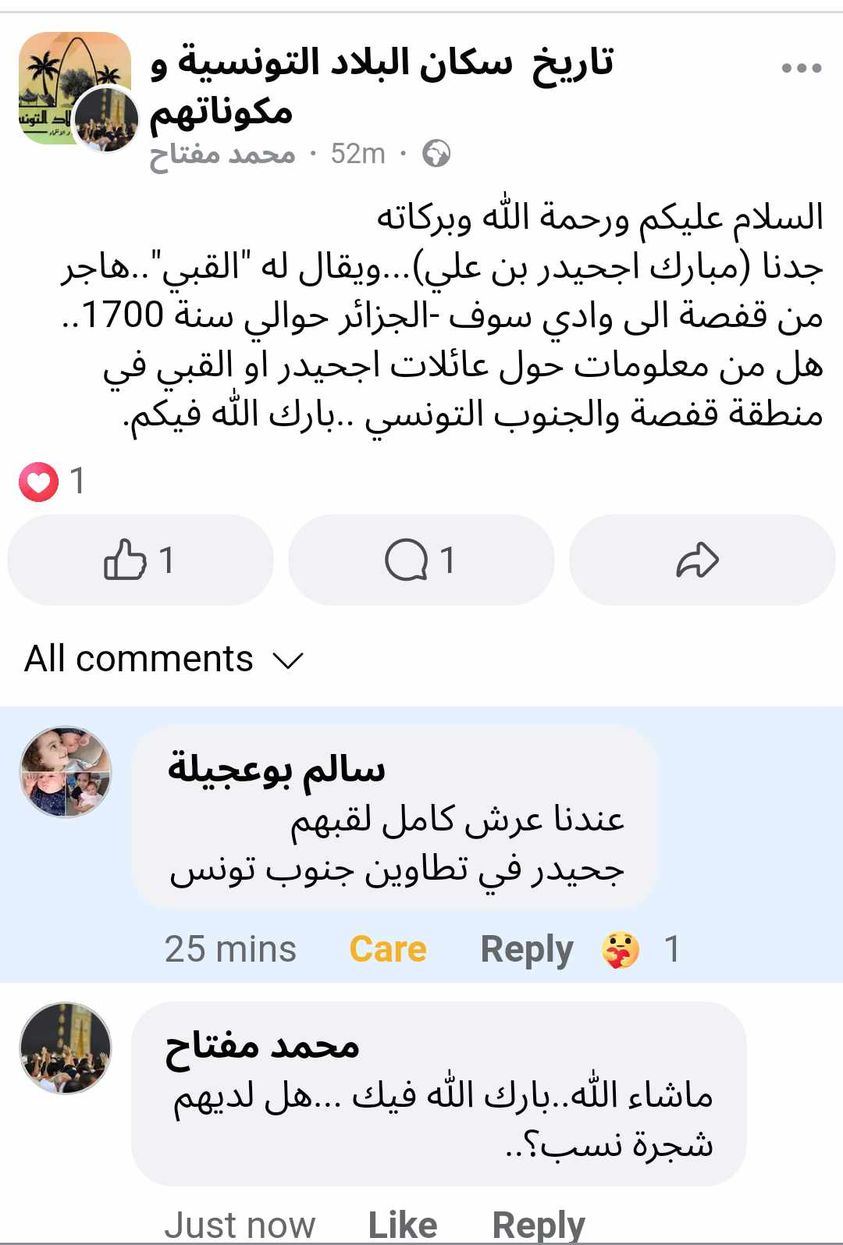 تاريخ سكان البلاد التونسية و
مكوناتهم
محمد مفتاح · 52m ·
السلام عليكم ورحمة الله وبركاته
جدنا (مبارك اجحيدر بن علي)...ويقال له "القبي"..هاجر
من قفصة الى وادي سوف -الجزائر حوالي سنة 1700..
هل من معلومات حول عائلات اجحيدر او القبي في
منطقة قفصة والجنوب التونسي ..بارك الله فيكم.
1
1
1
All comments
سالم بوعجيلة
عندنا عرش كامل لقبهم
جحيدر في تطاوين جنوب تونس
25 mins Care Reply 1
محمد مفتاح
ماشاء الله..بارك الله فيك ...هل لديهم
شجرة نسب؟..
Just now Like Reply